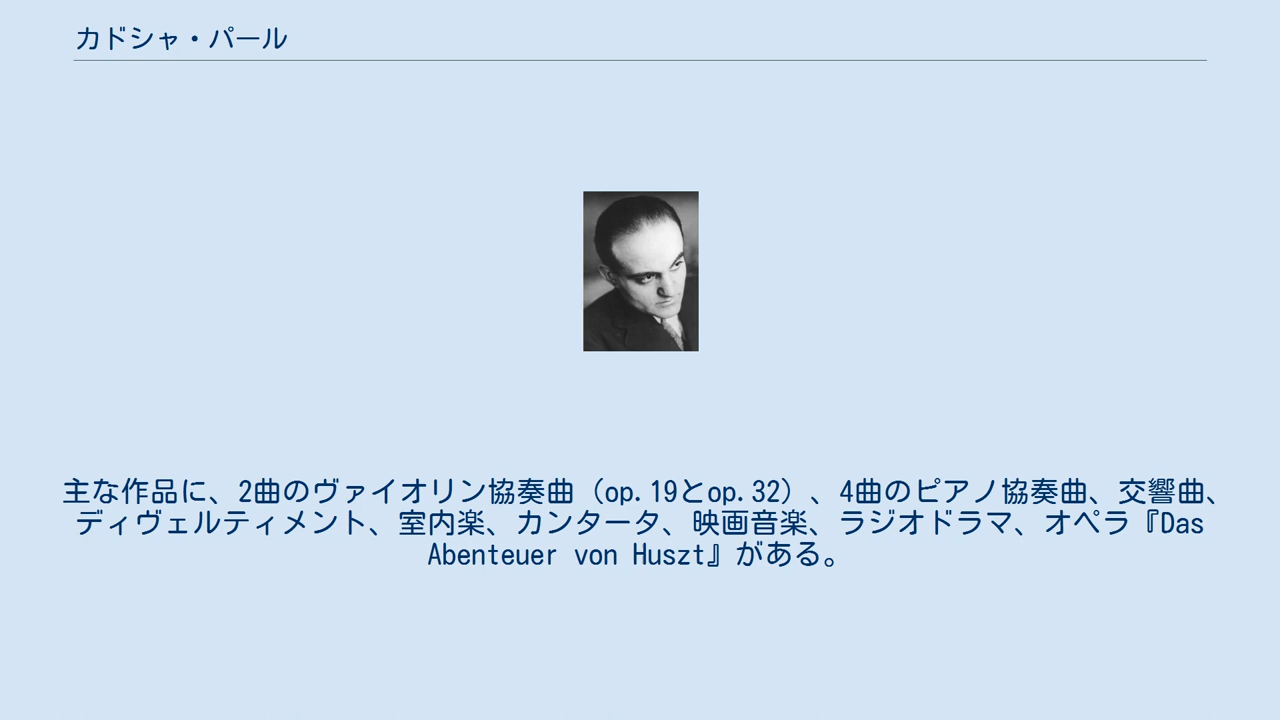 カドシャ・パール
主な作品に、2曲のヴァイオリン協奏曲（op.19とop.32）、4曲のピアノ協奏曲、交響曲、
ディヴェルティメント、室内楽、カンタータ、映画音楽、ラジオドラマ、オペラ『Das
Abenteuer von Huszt』がある。